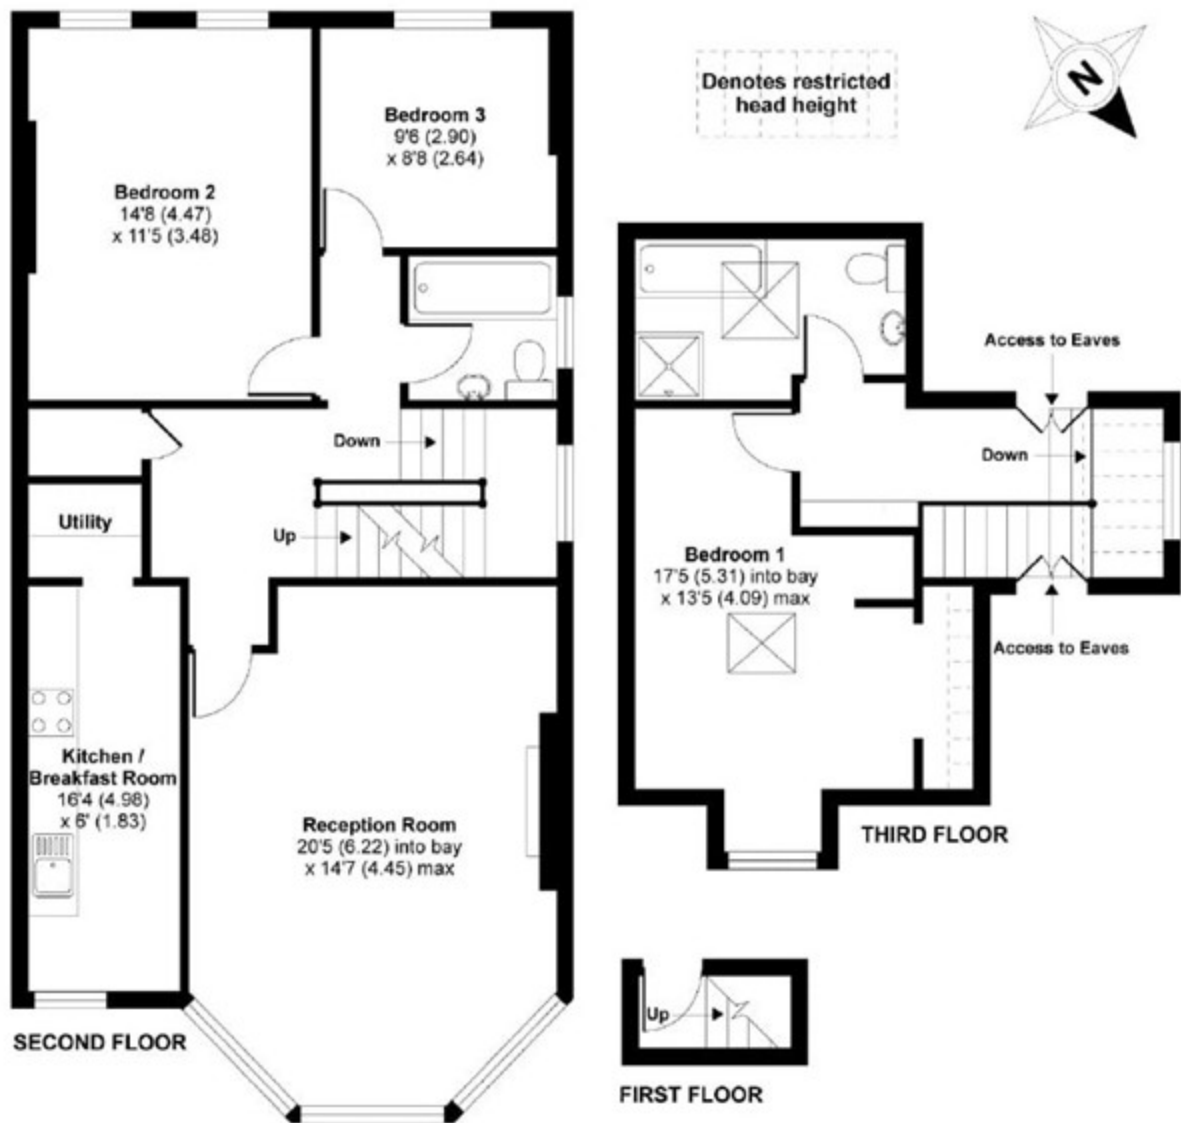 Bedroom 2
14'8 (4.47)
x 11'5 (3.48)
Bedroom 3
9'6 (2.90)
x 8'8 (2.64)
Down
Up
Utility
Kitchen /
Breakfast Room
16'4 (4.98)
x 6' (1.83)
Reception Room
20'5 (6.22) into bay
x 14'7 (4.45) max
SECOND FLOOR
Denotes restricted
head height
N
Access to Eaves
Down
Bedroom 1
17'5 (5.31) into bay
x 13'5 (4.09) max
Access to Eaves
THIRD FLOOR
Up
FIRST FLOOR